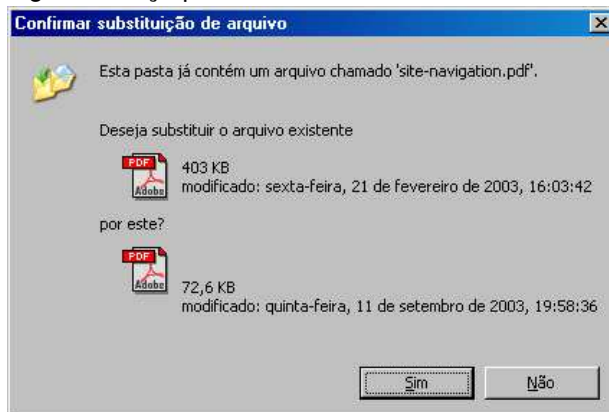 Confirmar substituição de arquivo
Esta pasta já contém um arquivo chamado 'site-navigation.pdf'.
Deseja substituir o arquivo existente
PDF
Adobe
403 KB
modificado: sexta-feira, 21 de fevereiro de 2003, 16:03:42
por este?
PDF
Adobe
72,6 KB
modificado: quinta-feira, 11 de setembro de 2003, 19:58:36
Sim
Não